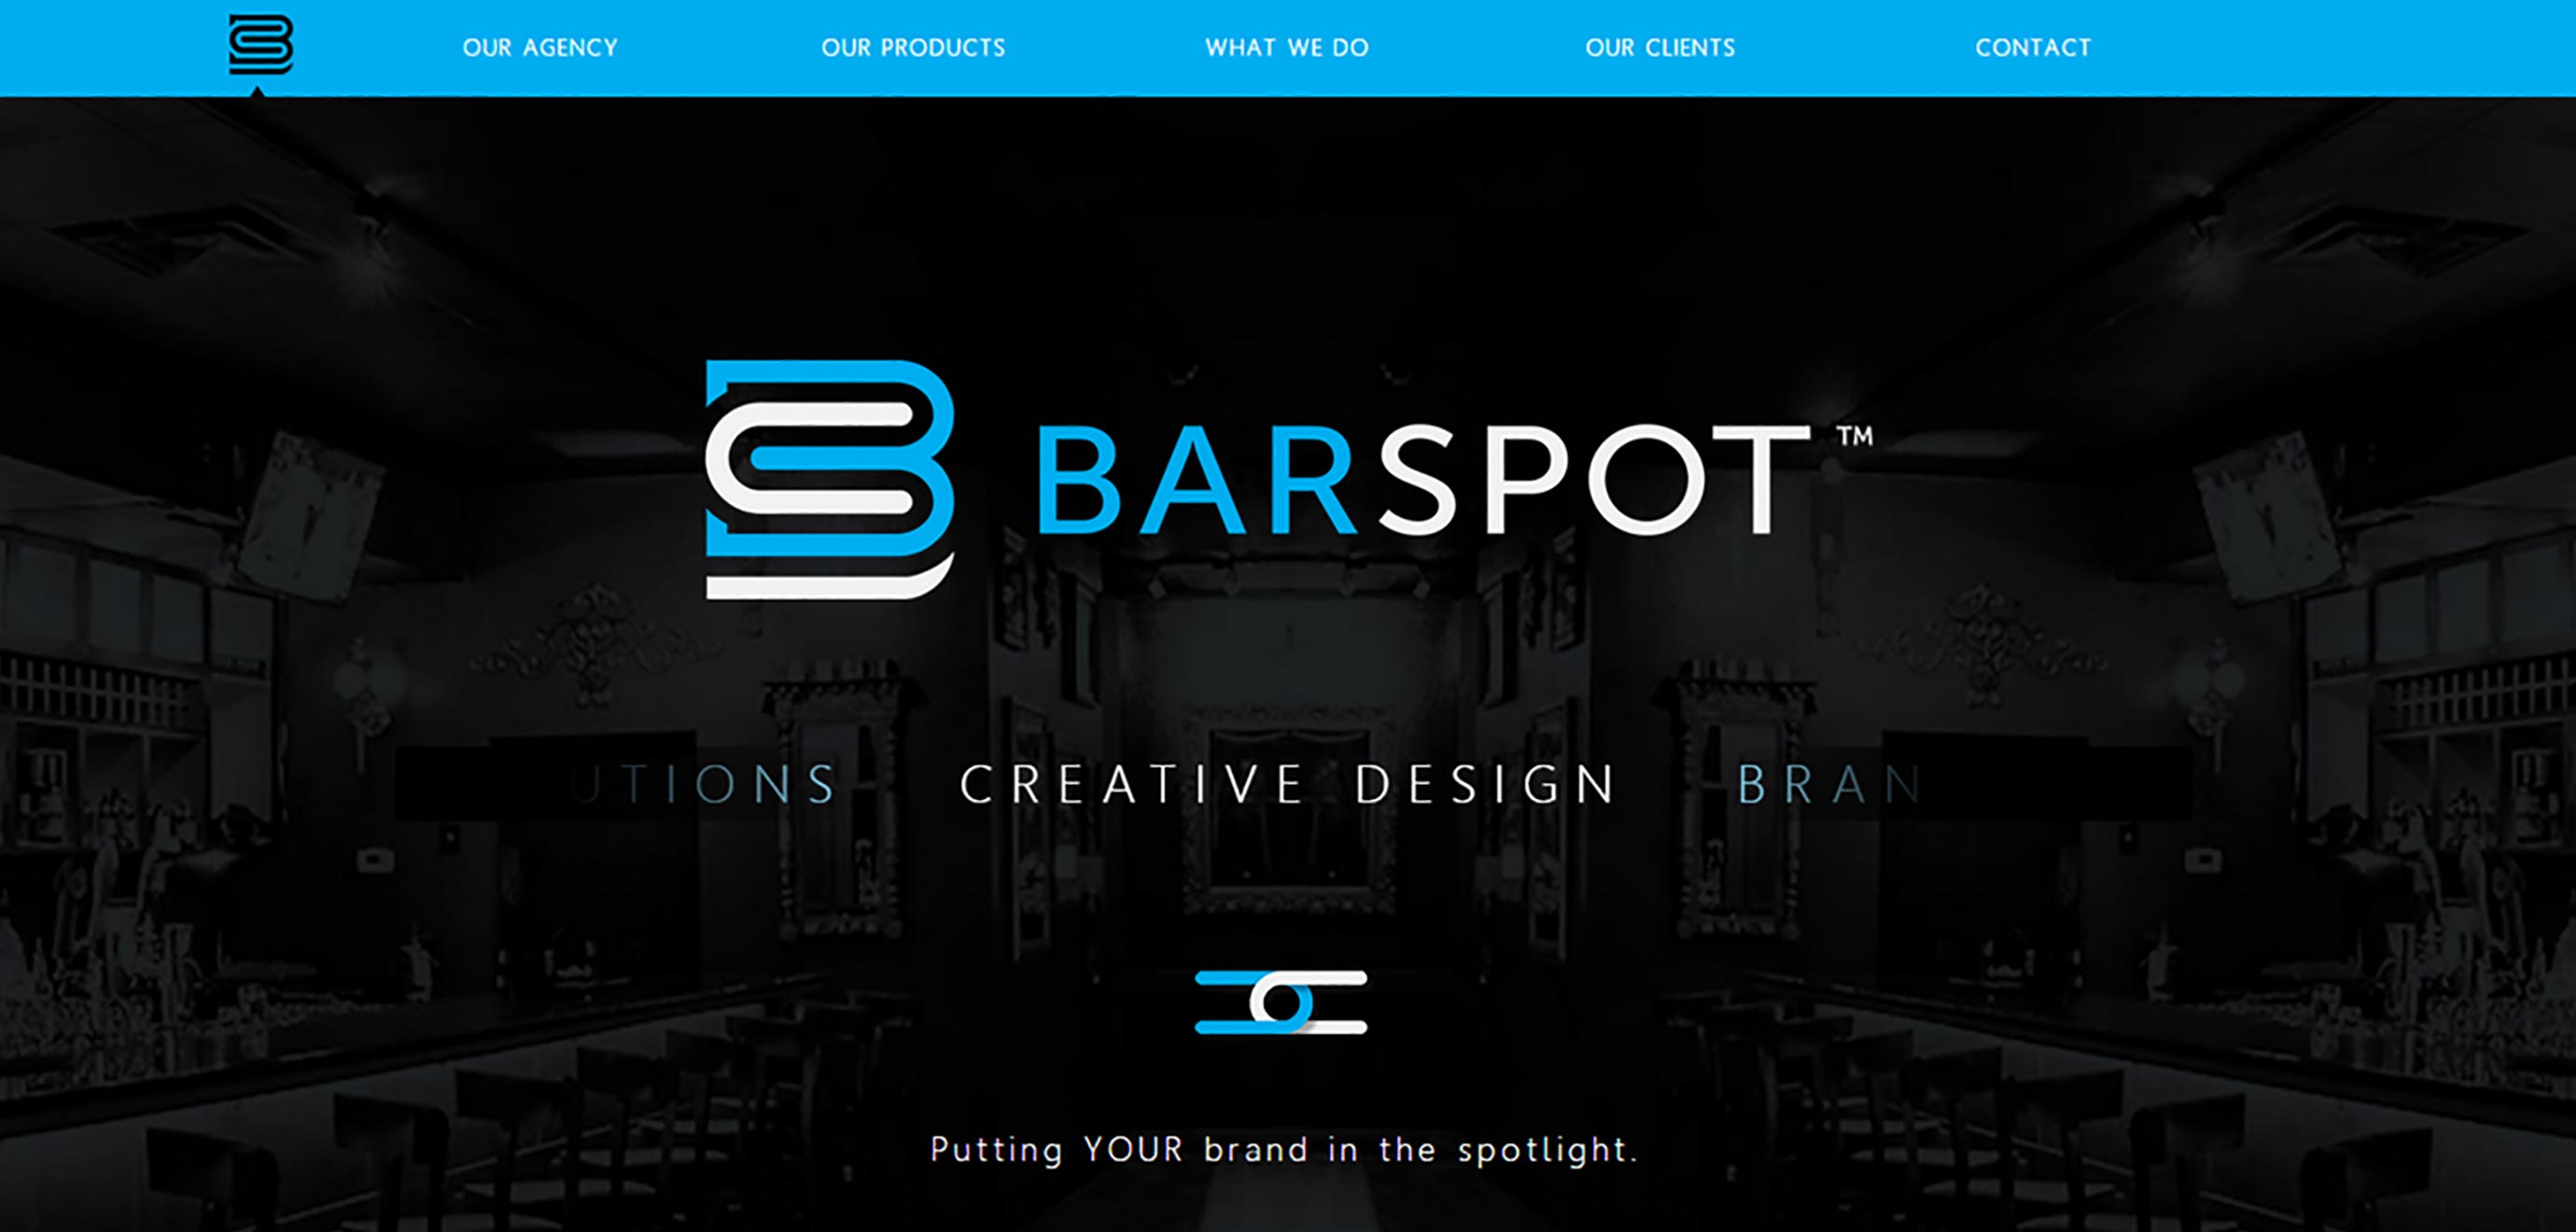 OUR AGENCY OUR PRODUCTS WHAT WE DO OUR CLIENTS CONTACT
BARSPOT™
UTIONS CREATIVE DESIGN BRAN
Putting YOUR brand in the spotlight.